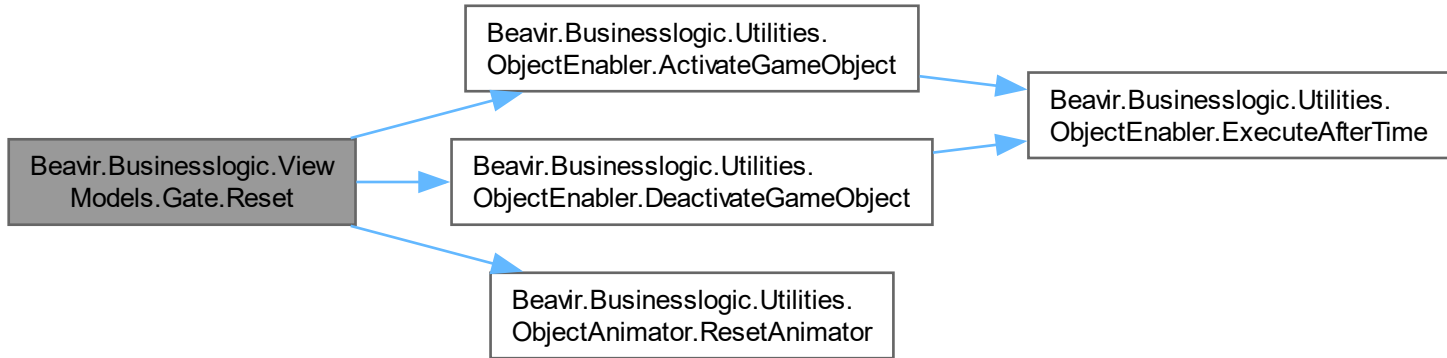 Beavir.Businesslogic.Utilities.
ObjectEnabler.ActivateGameObject
Beavir.Businesslogic.Utilities.
ObjectEnabler.ExecuteAfterTime
Beavir.Businesslogic.View
Models.Gate.Reset
Beavir.Businesslogic.Utilities.
ObjectEnabler.DeactivateGameObject
Beavir.Businesslogic.Utilities.
ObjectAnimator.ResetAnimator